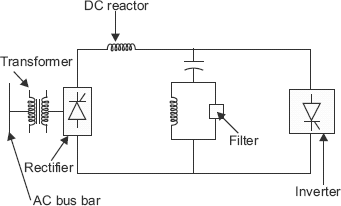 DC reactor
Transformer
Filter
Rectifier
Inverter
AC bus bar